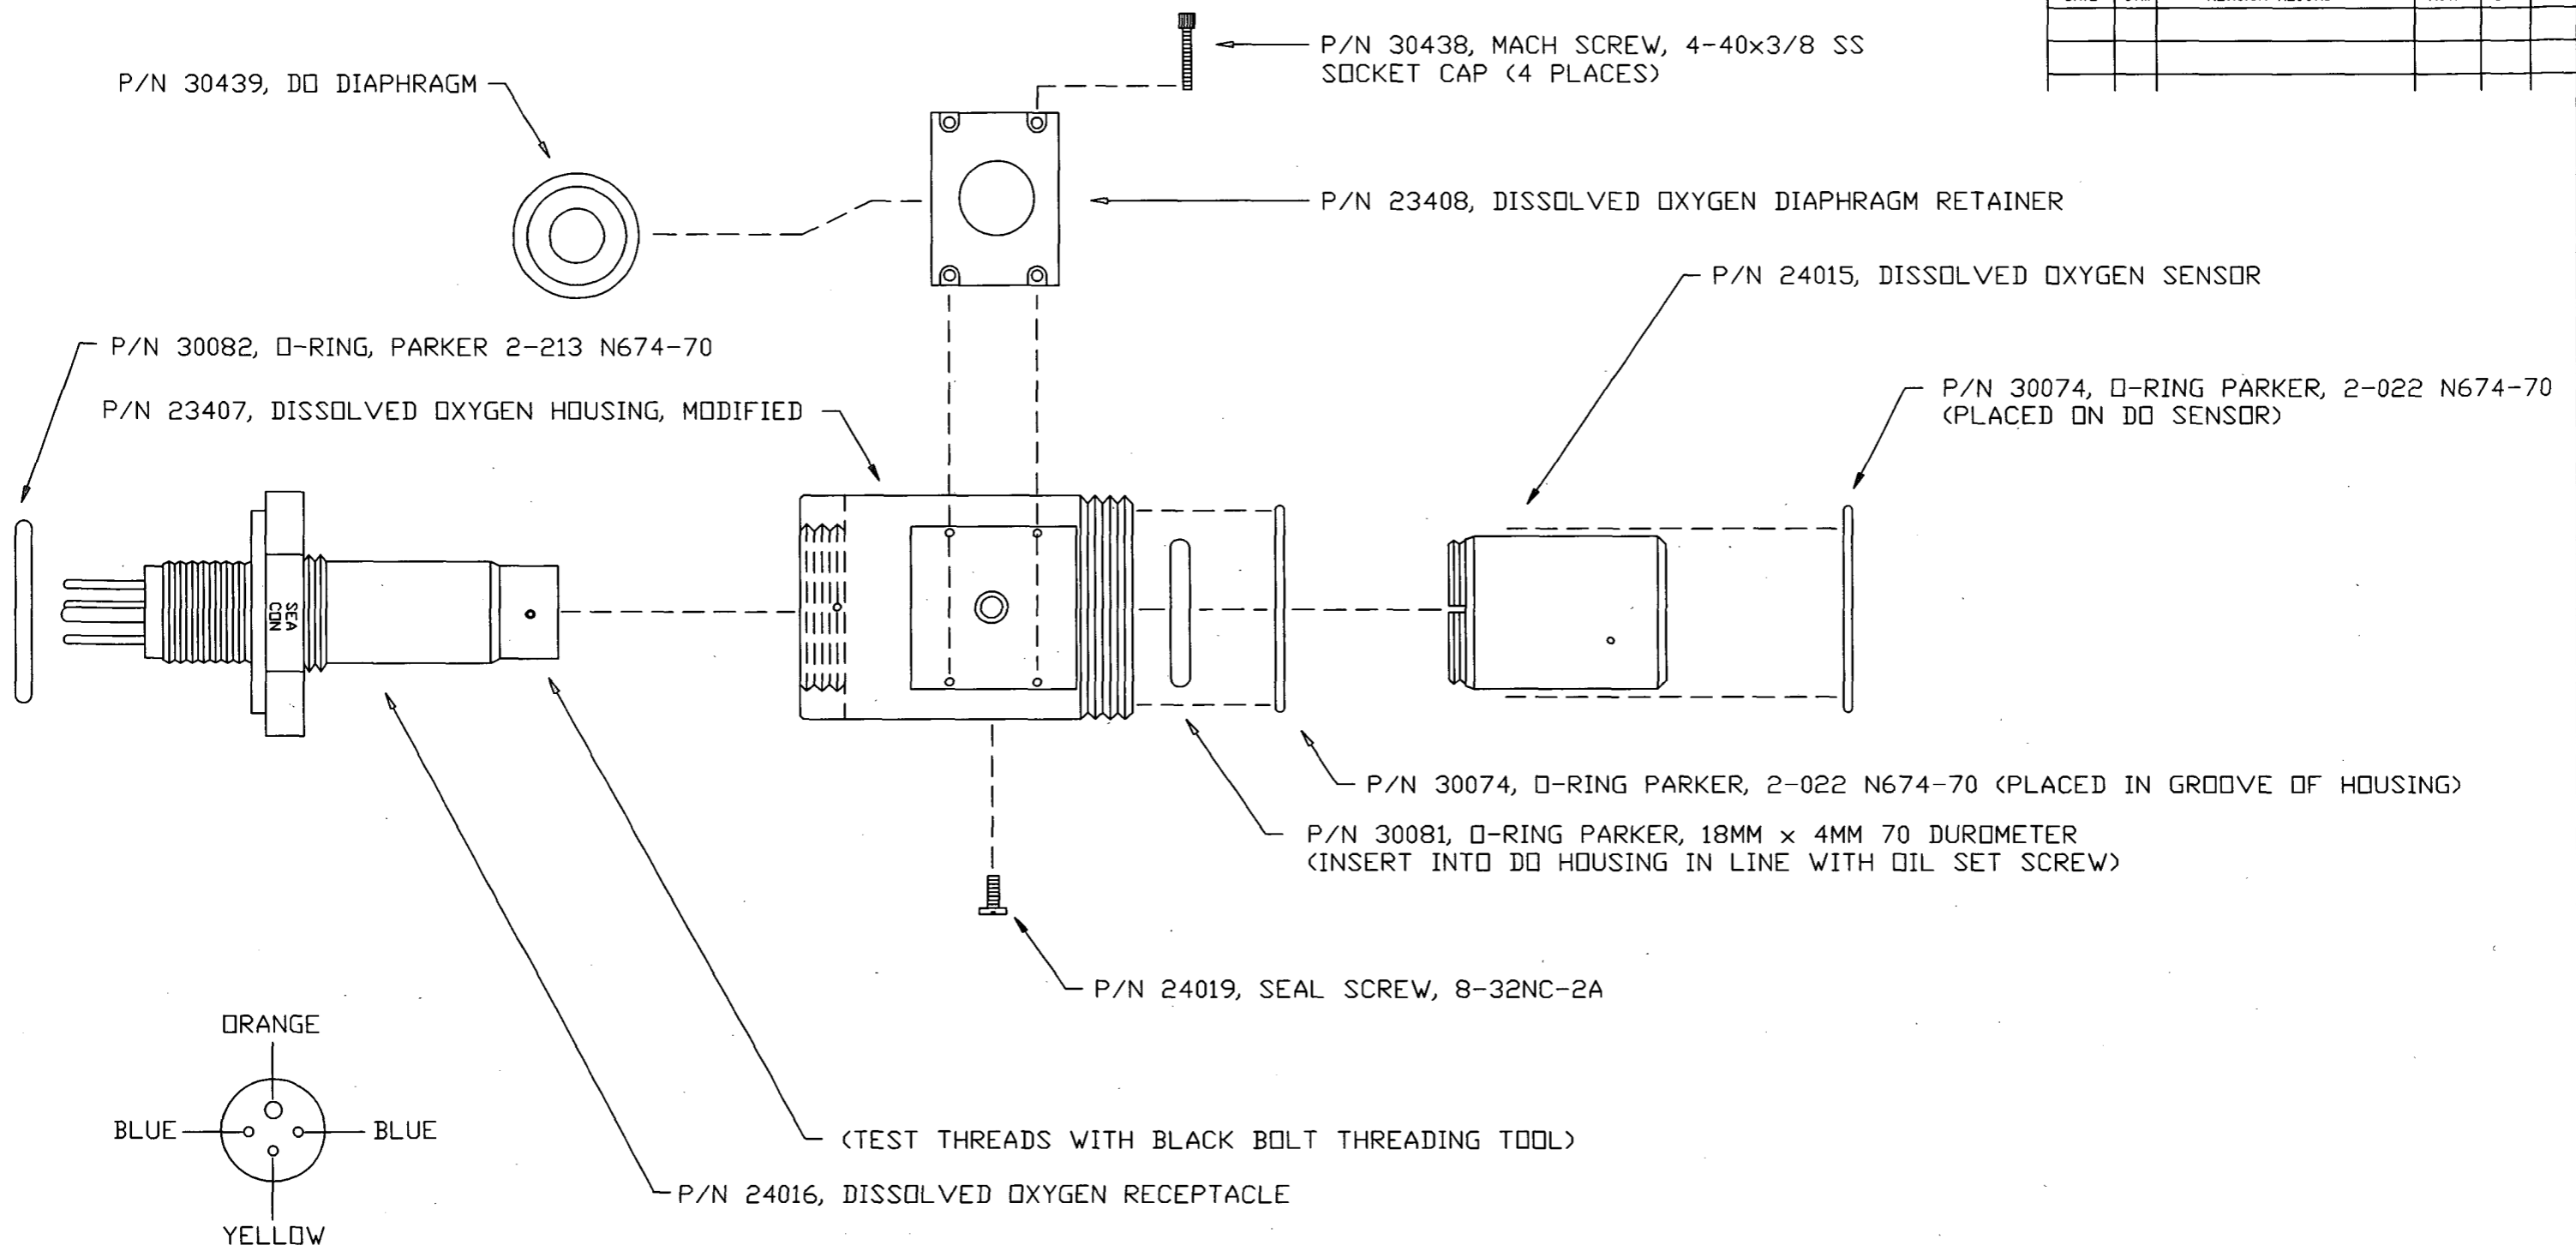 P/N 30438, MACH SCREW, 4-40x3/8 SS
SOCKET CAP (4 PLACES)
P/N 30439, DO DIAPHRAGM
P/N 23408, DISSOLVED OXYGEN DIAPHRAGM RETAINER
P/N 24015, DISSOLVED OXYGEN SENSOR
P/N 30082, O-RING, PARKER 2-213 N674-70
P/N 30074, O-RING PARKER, 2-022 N674-70
(PLACED ON DO SENSOR)
P/N 23407, DISSOLVED OXYGEN HOUSING, MODIFIED
SEA
CON
P/N 30074, O-RING PARKER, 2-022 N674-70 (PLACED IN GROOVE OF HOUSING)
P/N 30081, O-RING PARKER, 18MM x 4MM 70 DUROMETER
(INSERT INTO DO HOUSING IN LINE WITH OIL SET SCREW)
P/N 24019, SEAL SCREW, 8-32NC-2A
ORANGE
BLUE
BLUE
YELLOW
(TEST THREADS WITH BLACK BOLT THREADING TOOL)
P/N 24016, DISSOLVED OXYGEN RECEPTACLE